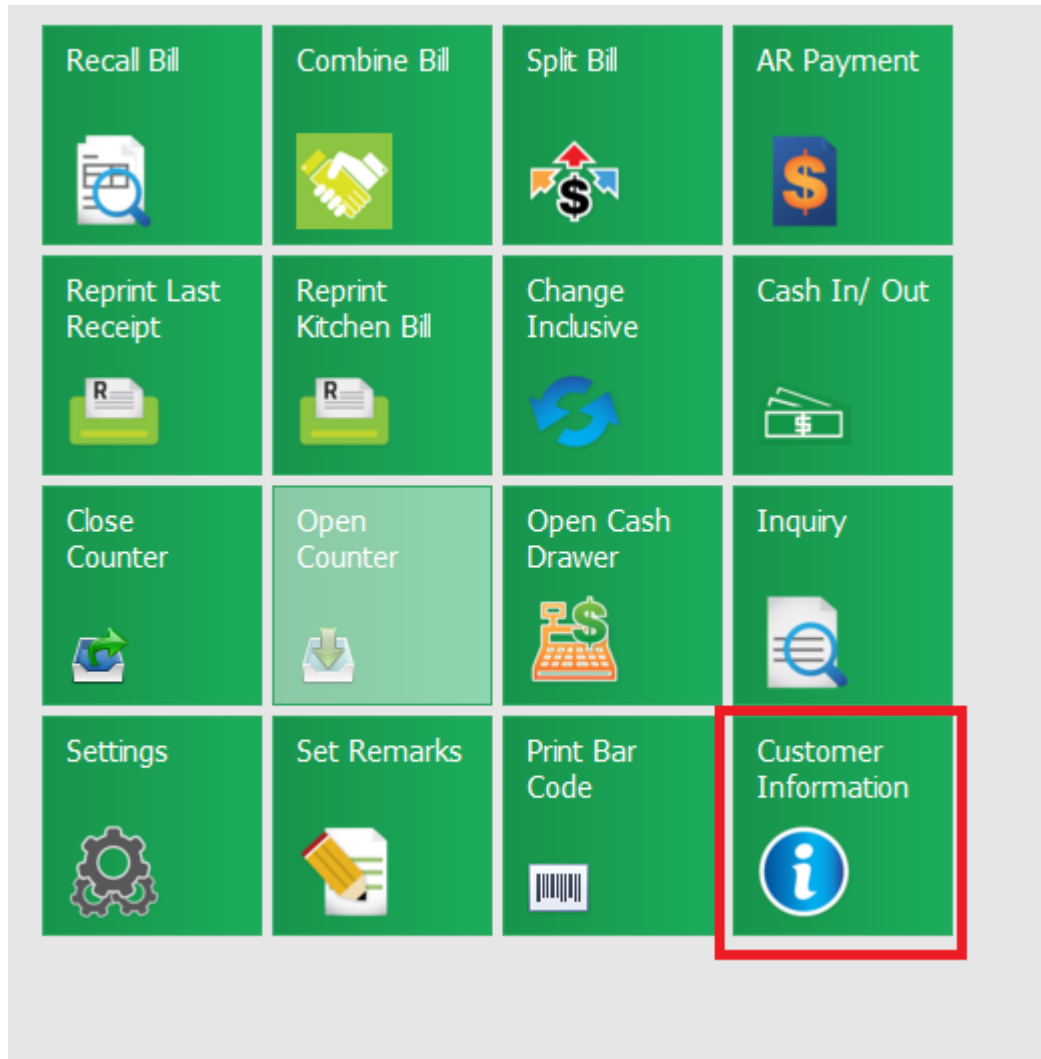 Recall Bill
Combine Bill
Split Bill
AR Payment
$
$
Reprint Last
Receipt
R
Reprint
Kitchen Bill
R
Change
Inclusive
Cash In/ Out
$
Close
Counter
Open
Counter
Open Cash
Drawer
$
Inquiry
Settings
Set Remarks
Print Bar
Code
Customer
Information
i